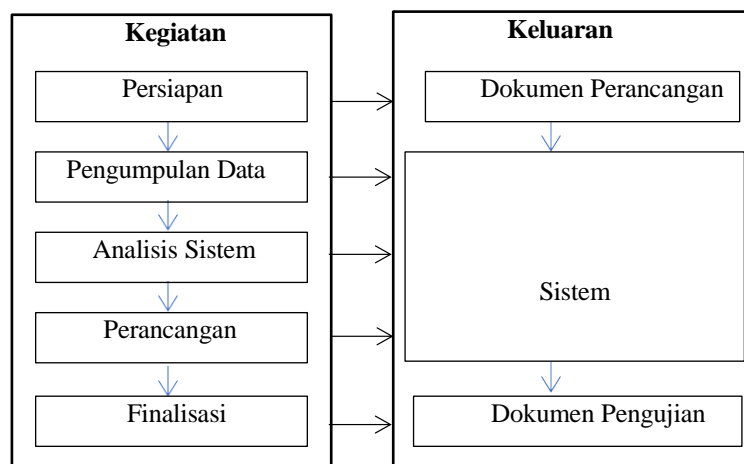 Kegiatan
Persiapan
Pengumpulan Data
Analisis Sistem
Perancangan
Finalisasi
Keluaran
Dokumen Perancangan
Sistem
Dokumen Pengujian